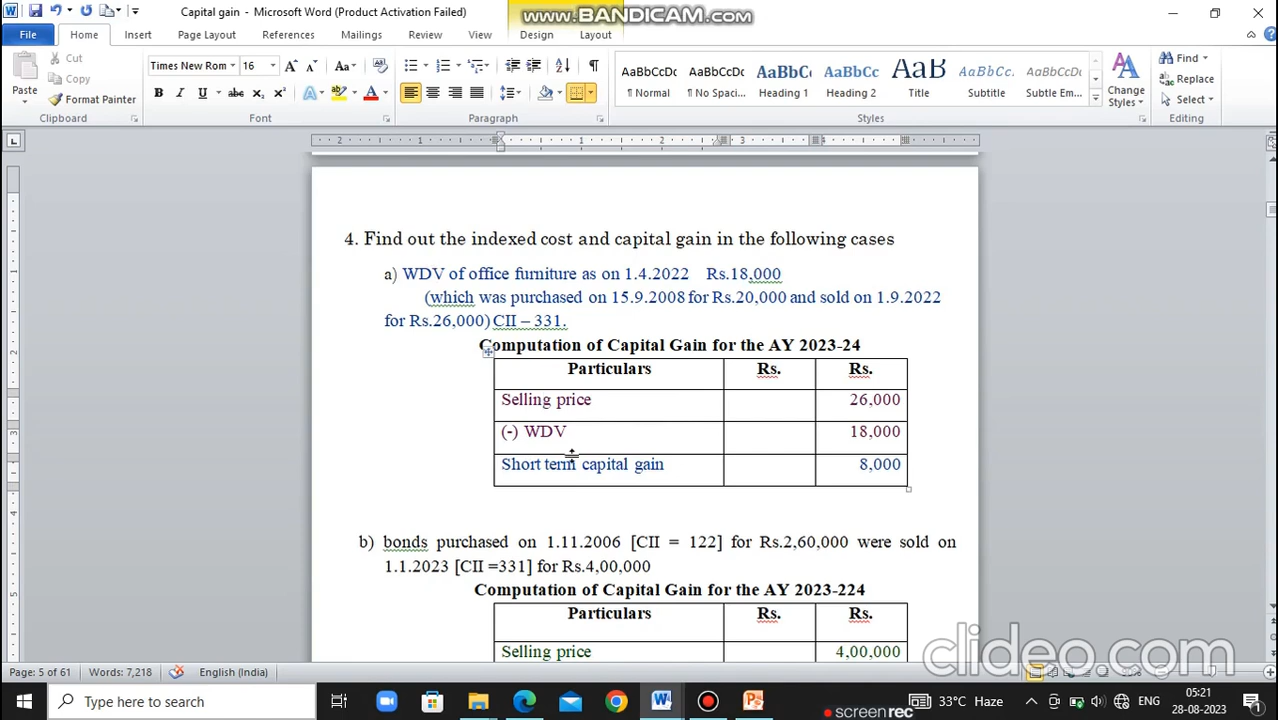 Capital gain - Microsoft Word (Product Activation Failed)
www.BANDICAM.com
File Home Insert Page Layout References Mailings Review View Design Layout
Cut
Copy
Format Painter
Paste
Times New Rom 16
AaBbCcDc AaBbCcDc AaBbC AaBbCc AaB AaBbCc. AaBbCcDc
¶ Normal ¶ No Spaci... Heading 1 Heading 2 Title Subtitle Subtle Em...
Change Styles
Find
Replace
Select
Clipboard Font Paragraph Styles Editing
4. Find out the indexed cost and capital gain in the following cases
a) WDV of office furniture as on 1.4.2022 Rs.18,000
(which was purchased on 15.9.2008 for Rs.20,000 and sold on 1.9.2022
for Rs.26,000) CII – 331.
Computation of Capital Gain for the AY 2023-24
Particulars Rs. Rs.
Selling price 26,000
(-) WDV 18,000
Short term capital gain 8,000
b) bonds purchased on 1.11.2006 [CII = 122] for Rs.2,60,000 were sold on
1.1.2023 [CII =331] for Rs.4,00,000
Computation of Capital Gain for the AY 2023-224
Particulars Rs. Rs.
Selling price 4,00,000
clideo.com
Page: 5 of 61 Words: 7,218 English (India)
Type here to search
33°C Haze ENG 05:21
28-08-2023
screenrec